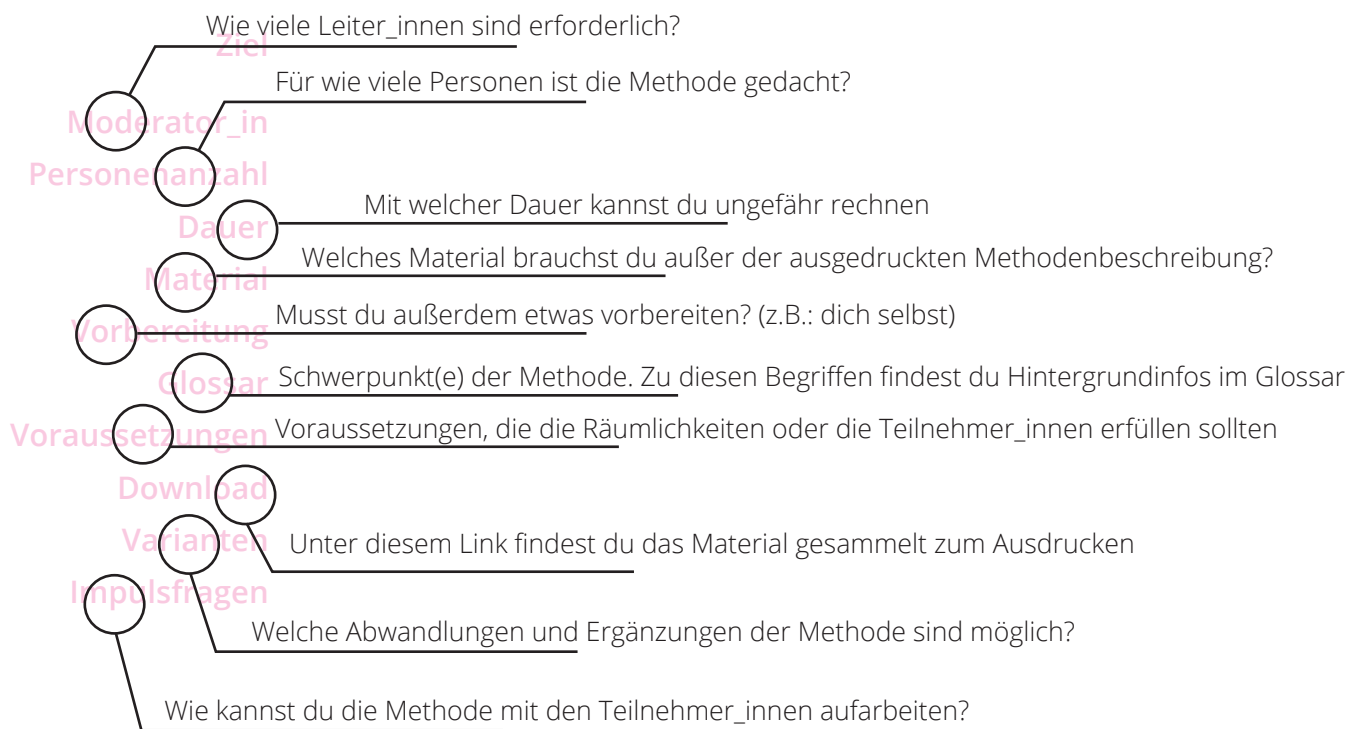 Wie viele Leiter_innen sind erforderlich?
Ziel
Für wie viele Personen ist die Methode gedacht?
Moderator_in
Personenanzahl
Mit welcher Dauer kannst du ungefähr rechnen
Dauer
Welches Material brauchst du außer der ausgedruckten Methodenbeschreibung?
Material
Musst du außerdem etwas vorbereiten? (z.B.: dich selbst)
Vorbereitung
Glossar Schwerpunkt(e) der Methode. Zu diesen Begriffen findest du Hintergrundinfos im Glossar
Voraussetzungen Voraussetzungen, die die Räumlichkeiten oder die Teilnehmer_innen erfüllen sollten
Download
Varianten Unter diesem Link findest du das Material gesammelt zum Ausdrucken
Impulsfragen
Welche Abwandlungen und Ergänzungen der Methode sind möglich?
Wie kannst du die Methode mit den Teilnehmer_innen aufarbeiten?